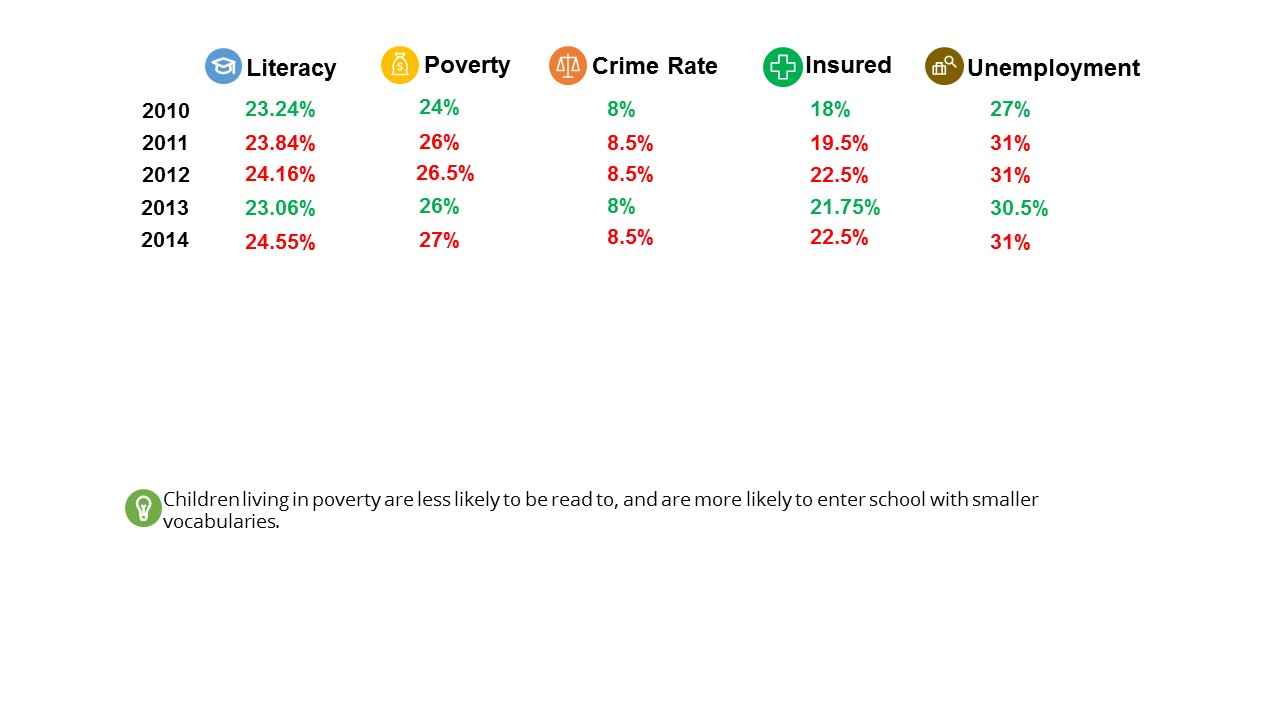 Literacy Poverty Crime Rate Insured Unemployment
2010 23.24% 24% 8% 18% 27%
2011 23.84% 26% 8.5% 19.5% 31%
2012 24.16% 26.5% 8.5% 22.5% 31%
2013 23.06% 26% 8% 21.75% 30.5%
2014 24.55% 27% 8.5% 22.5% 31%
Children living in poverty are less likely to be read to, and are more likely to enter school with smaller
vocabularies.